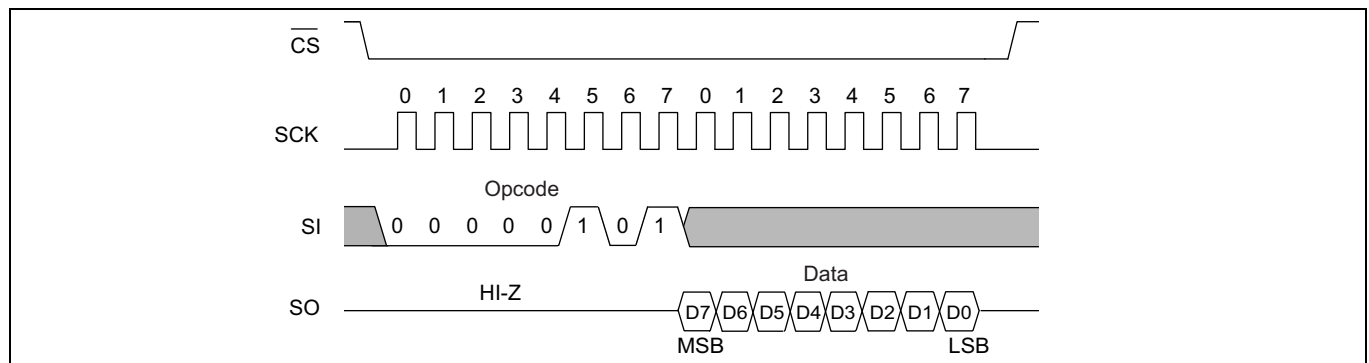 CS
0 1 2 3 4 5 6 7 0 1 2 3 4 5 6 7
SCK
Opcode
SI 0 0 0 0 0 1 0 1
Data
HI-Z
SO D7 D6 D5 D4 D3 D2 D1 D0
MSB LSB